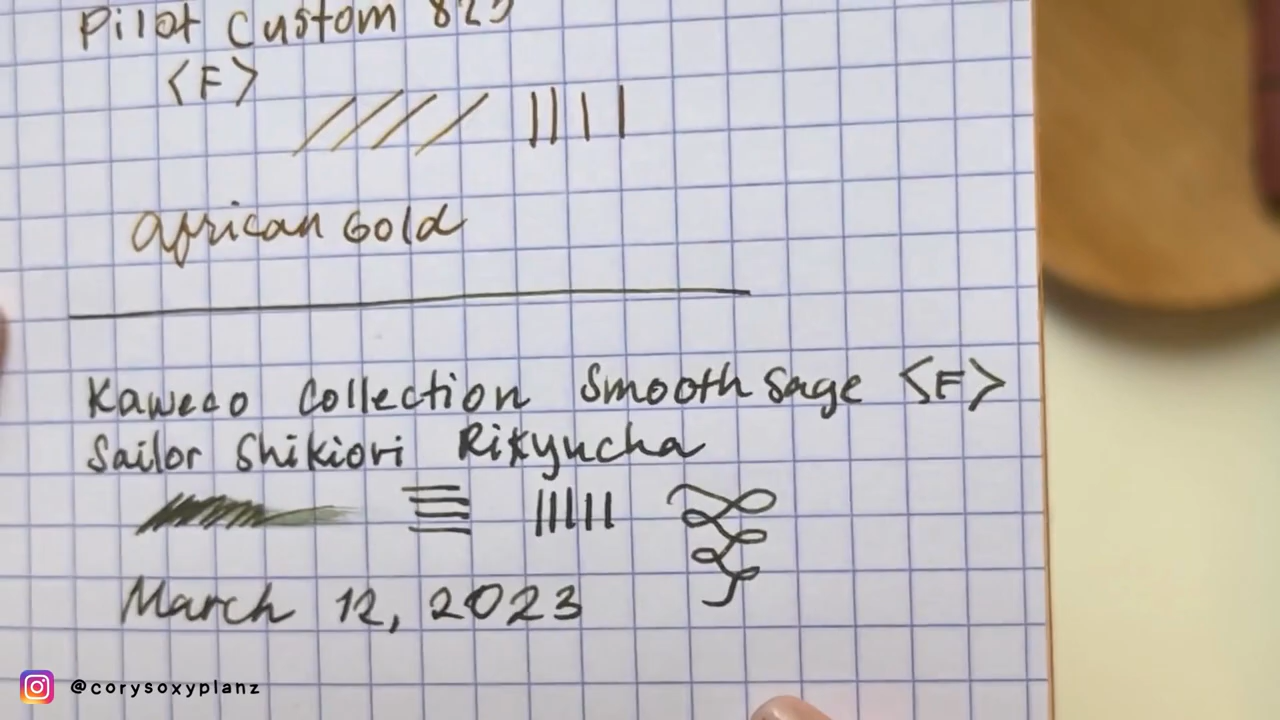 Pilot Custom 823
<F>
african Gold
Kaweco Collection Smooth Sage <F>
Sailor Shikiori Rikyucha
March 12, 2023
@corysoxyplanz